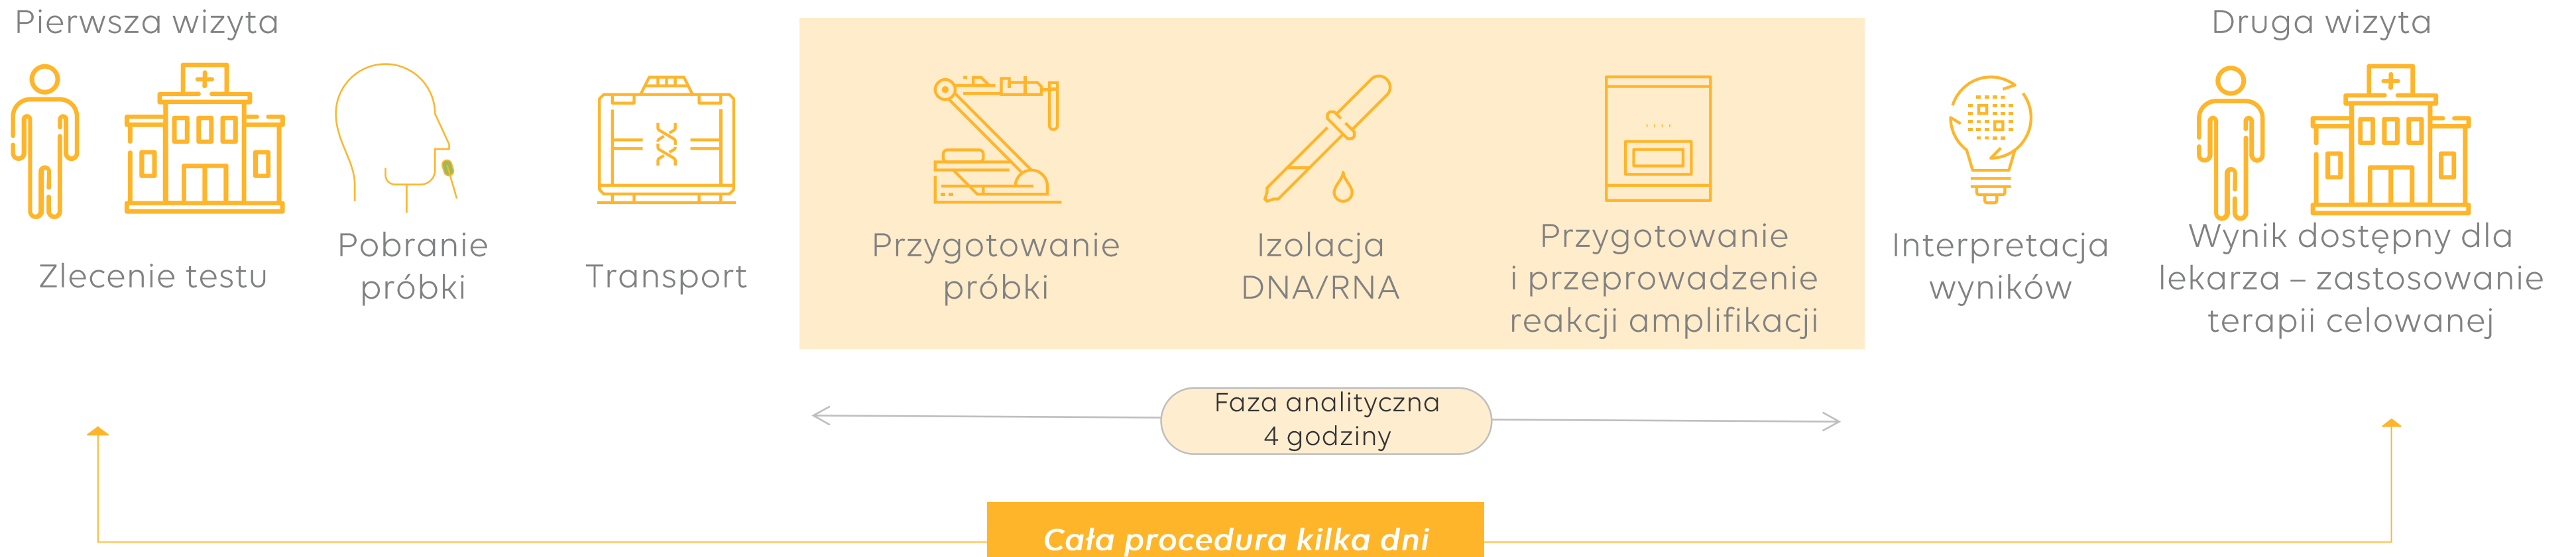 Pierwsza wizyta
Zlecenie testu
Pobranie
próbki
Transport
Przygotowanie
próbki
Izolacja
DNA/RNA
Przygotowanie
i przeprowadzenie
reakcji amplifikacji
Interpretacja
wyników
Druga wizyta
Wynik dostępny dla
lekarza – zastosowanie
terapii celowanej
Faza analityczna
4 godziny
Cała procedura kilka dni